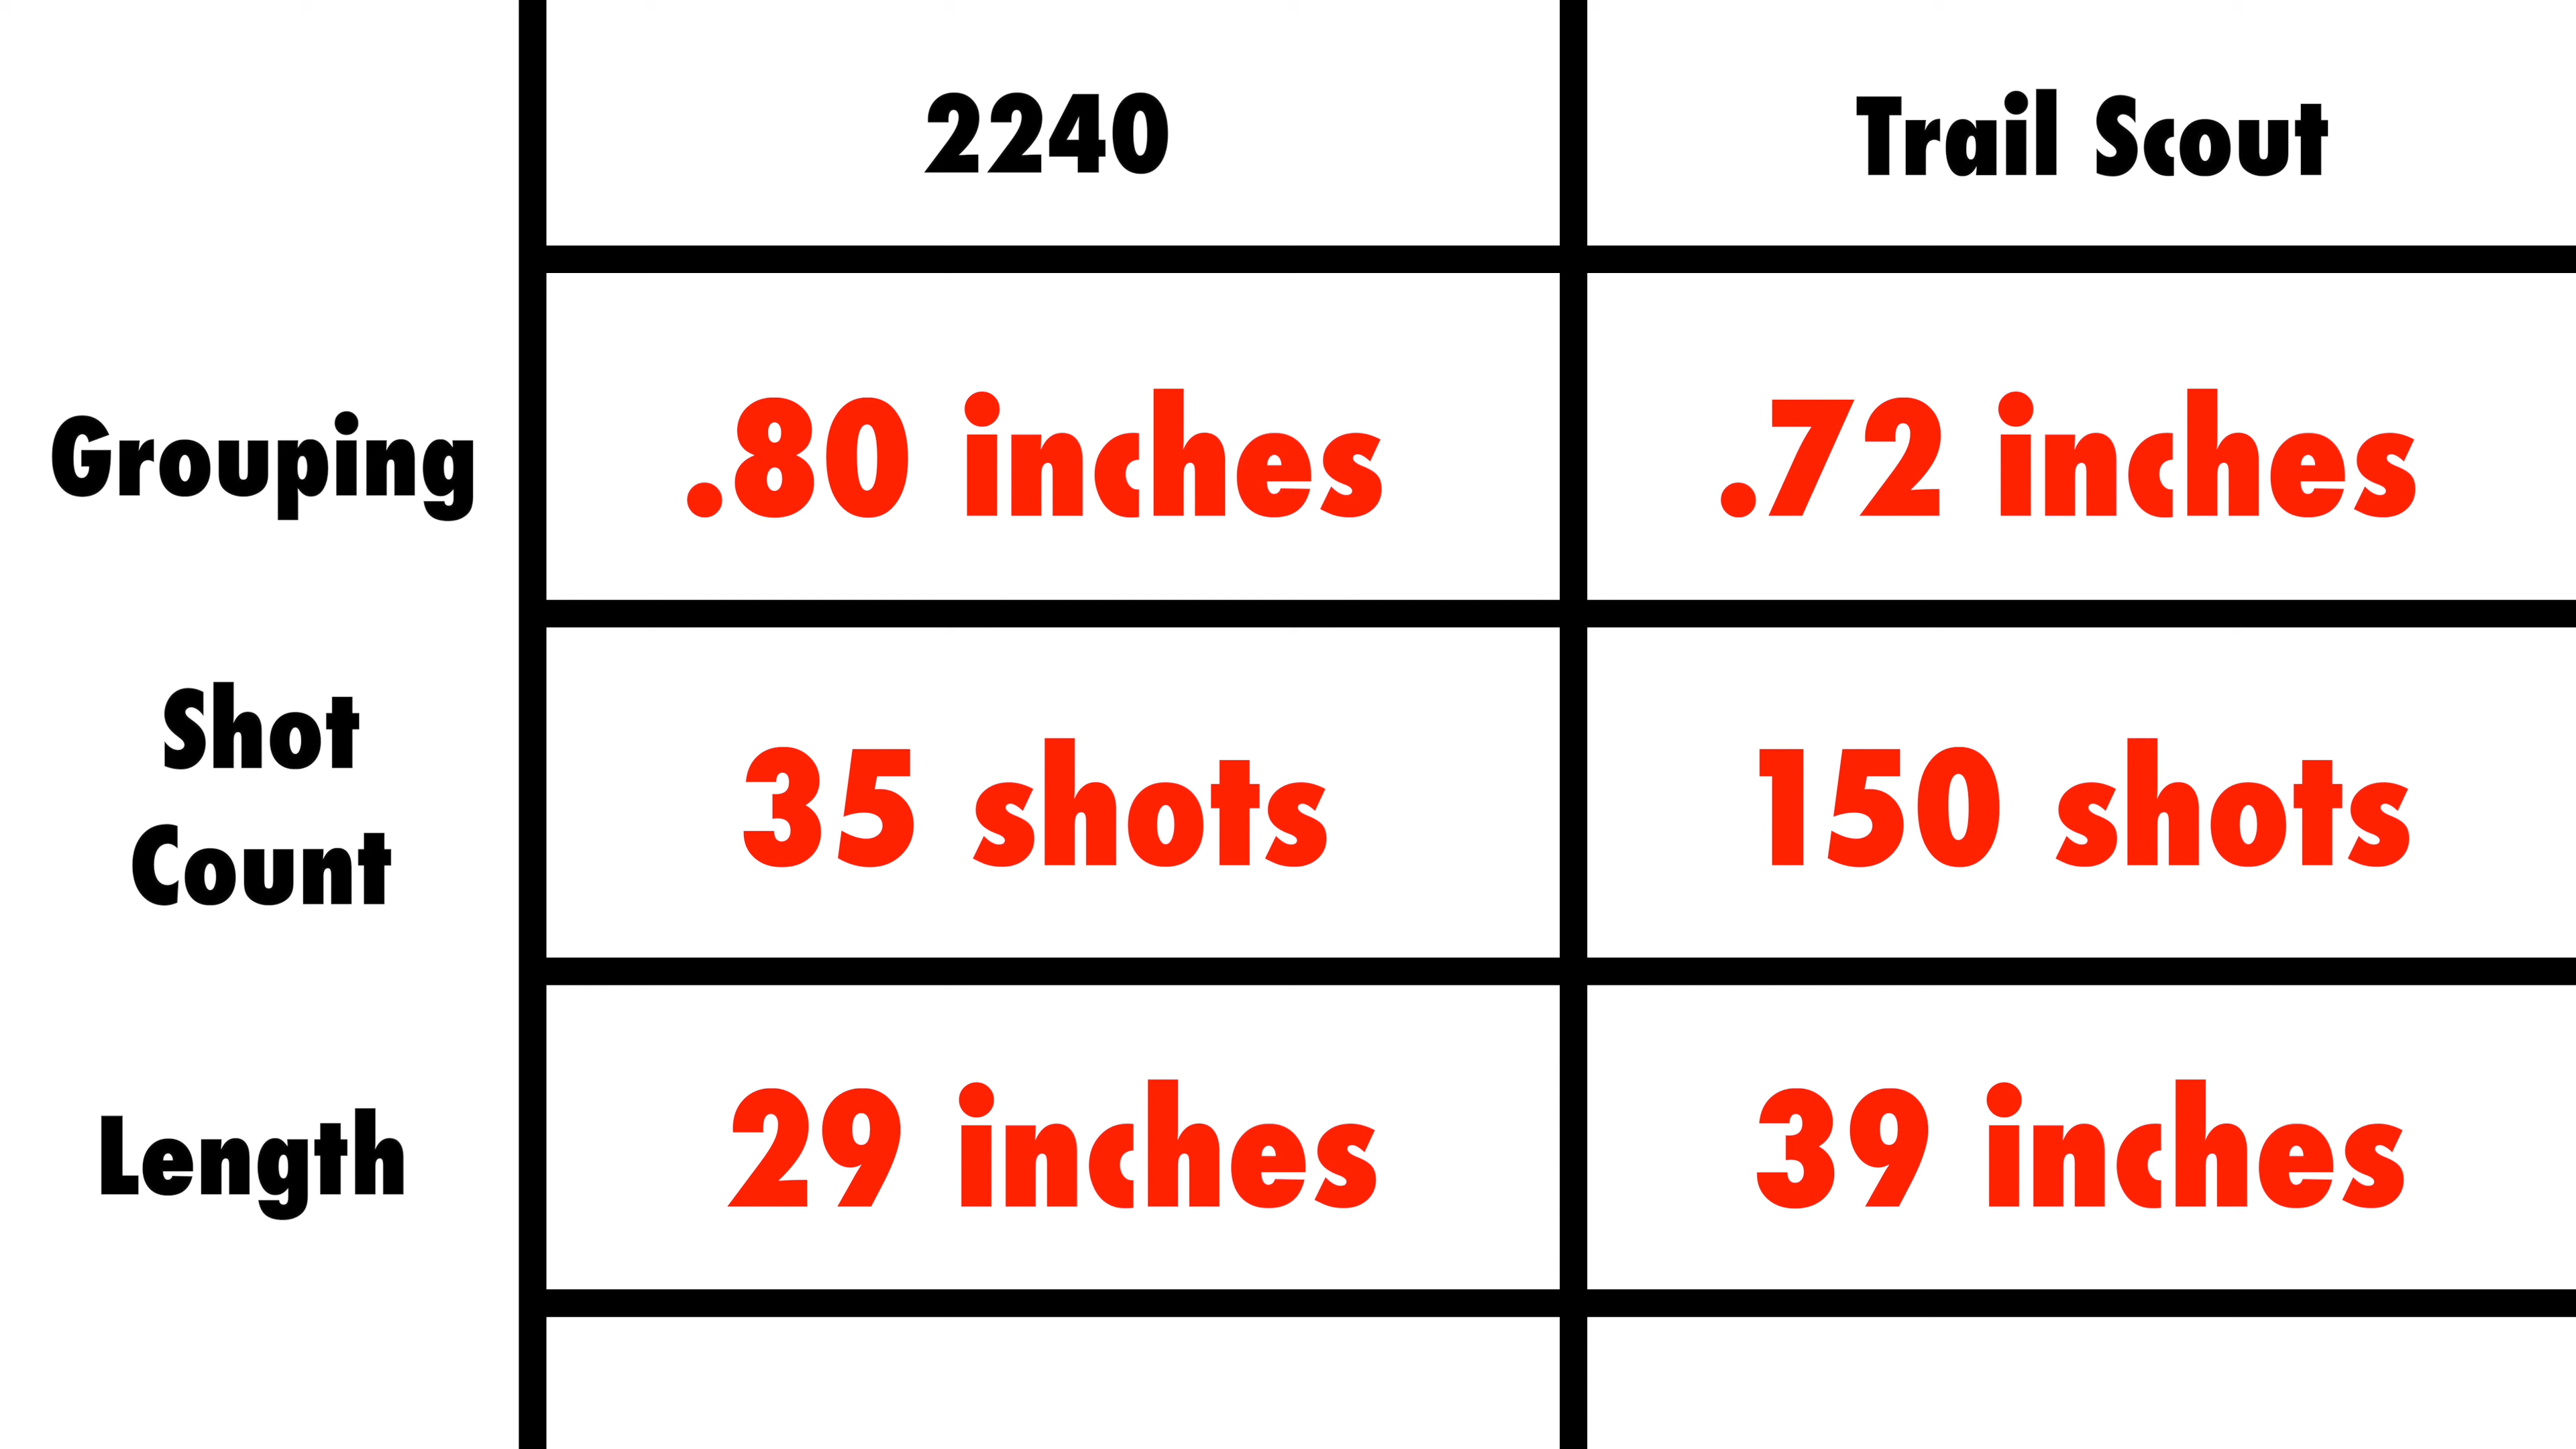 2240 Trail Scout
Grouping .80 inches .72 inches
Shot
Count 35 shots 150 shots
Length 29 inches 39 inches